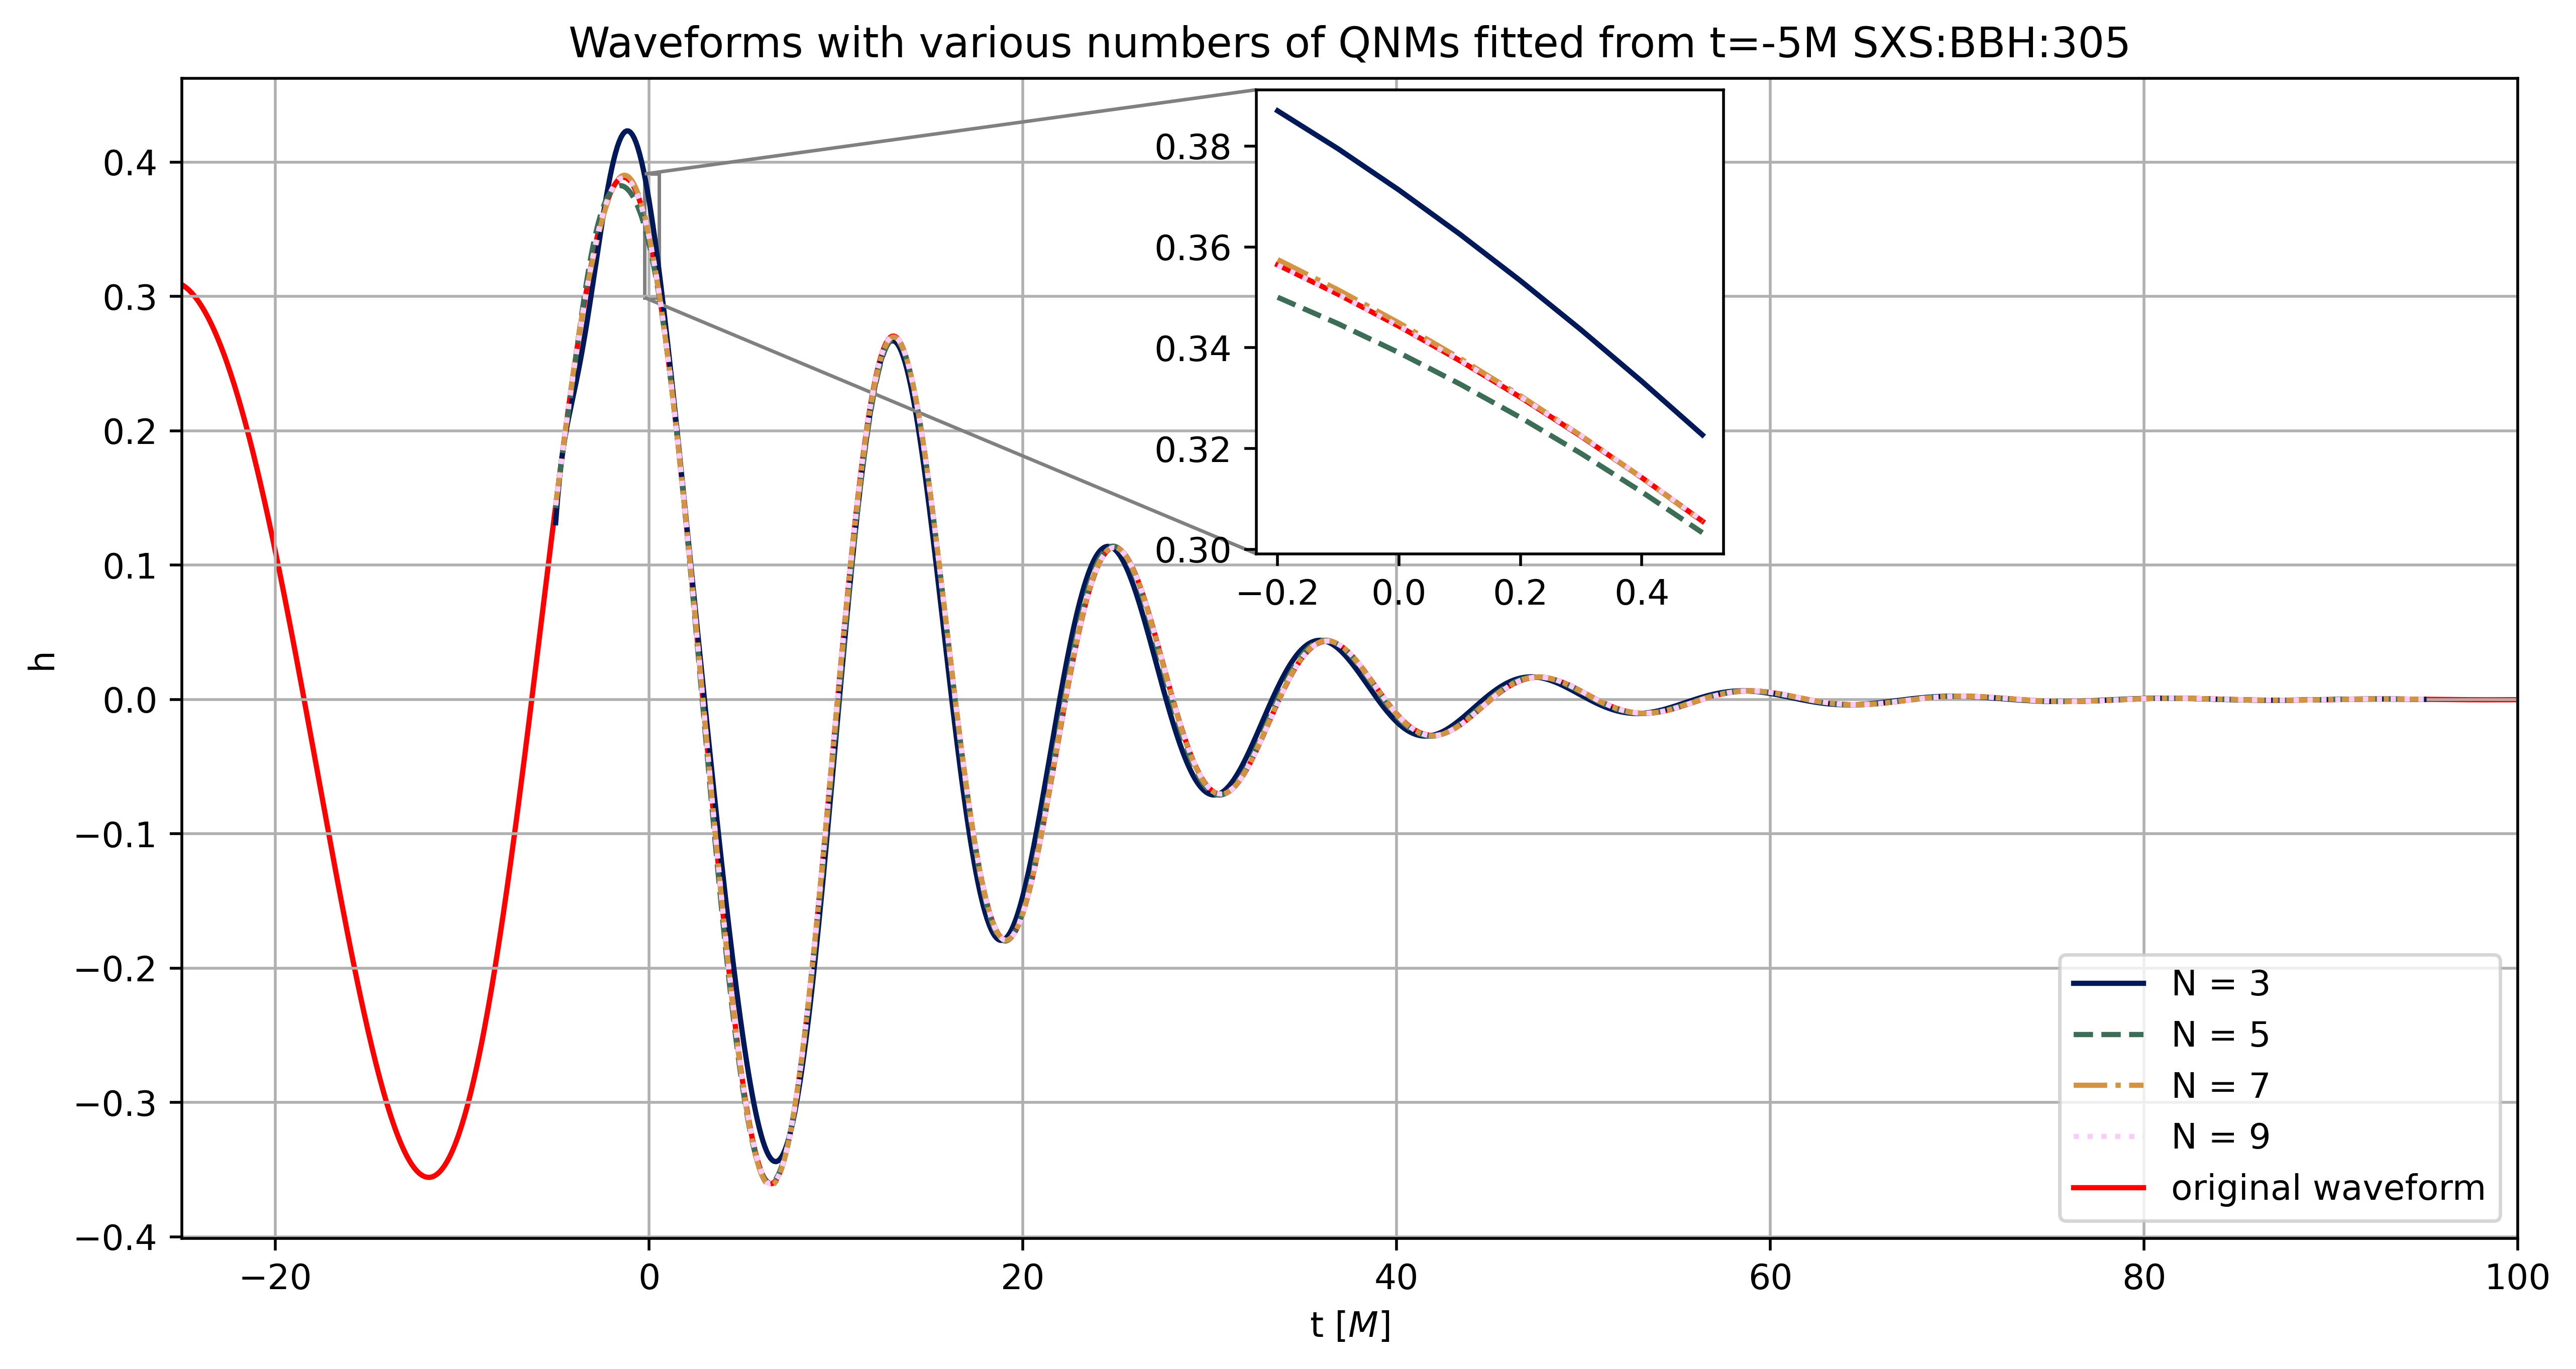 Waveforms with various numbers of QNMs fitted from t=-5M SXS:BBH:305
0.4
0.3
0.2
0.1
0.0
−0.1
−0.2
−0.3
−0.4
h
0.38
0.36
0.34
0.32
0.30
−0.2 0.0 0.2 0.4
N = 3
N = 5
N = 7
N = 9
original waveform
−20 0 20 40 60 80 100
t [M]